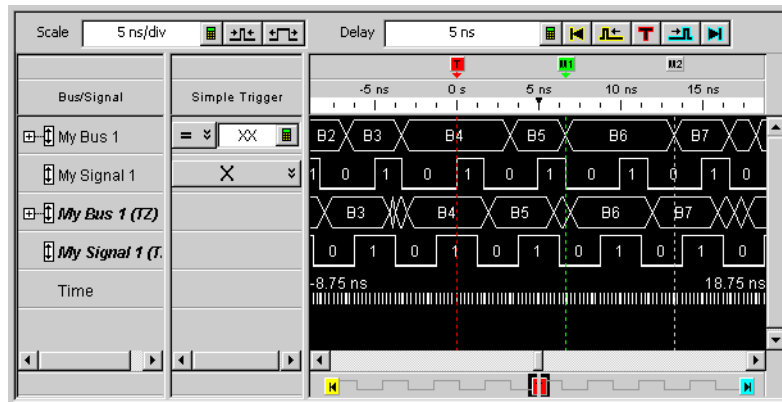 Scale 5 ns/div Delay 5 ns T
T M1 M2
Bus/Signal Simple Trigger -5 ns 0 s 5 ns 10 ns 15 ns
My Bus 1 = XX B2 B3 B4 B5 B6 B7
My Signal 1 X 1 0 1 0 1 0 1 0 1 0 1 0
My Bus 1 (TZ) B3 B4 B5 B6 B7
My Signal 1 (T. 0 1 0 1 0 1 0 1 0 1 0
Time -8.75 ns 18.75 ns